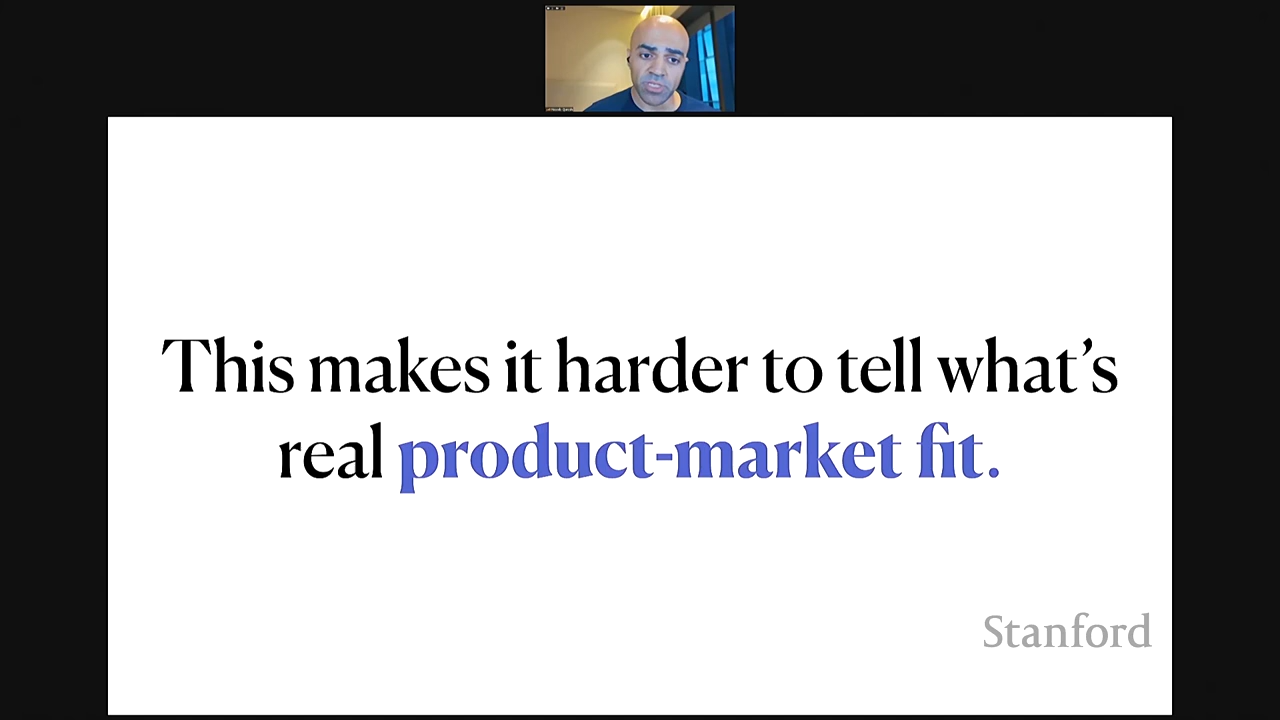 This makes it harder to tell what’s
real product-market fit.
Stanford